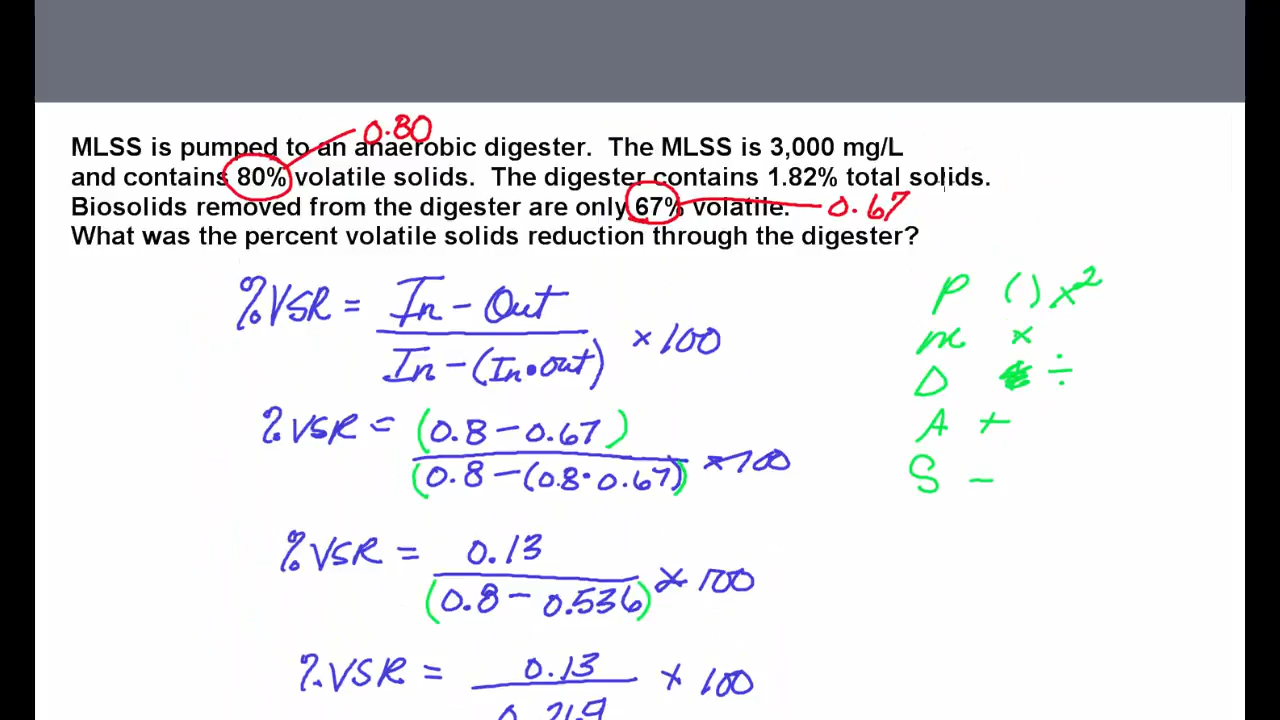 0.80
MLSS is pumped to an anaerobic digester. The MLSS is 3,000 mg/L
and contains 80% volatile solids. The digester contains 1.82% total solids.
Biosolids removed from the digester are only 67% volatile. 0.67
What was the percent volatile solids reduction through the digester?
%VSR = In - Out
In - (In • out) × 100
%VSR = (0.8 - 0.67)
(0.8 - (0.8 • 0.67)) × 100
%VSR = 0.13
(0.8 - 0.536) × 100
%VSR = 0.13 × 100
P ( ) x²
M ×
D ÷
A +
S -